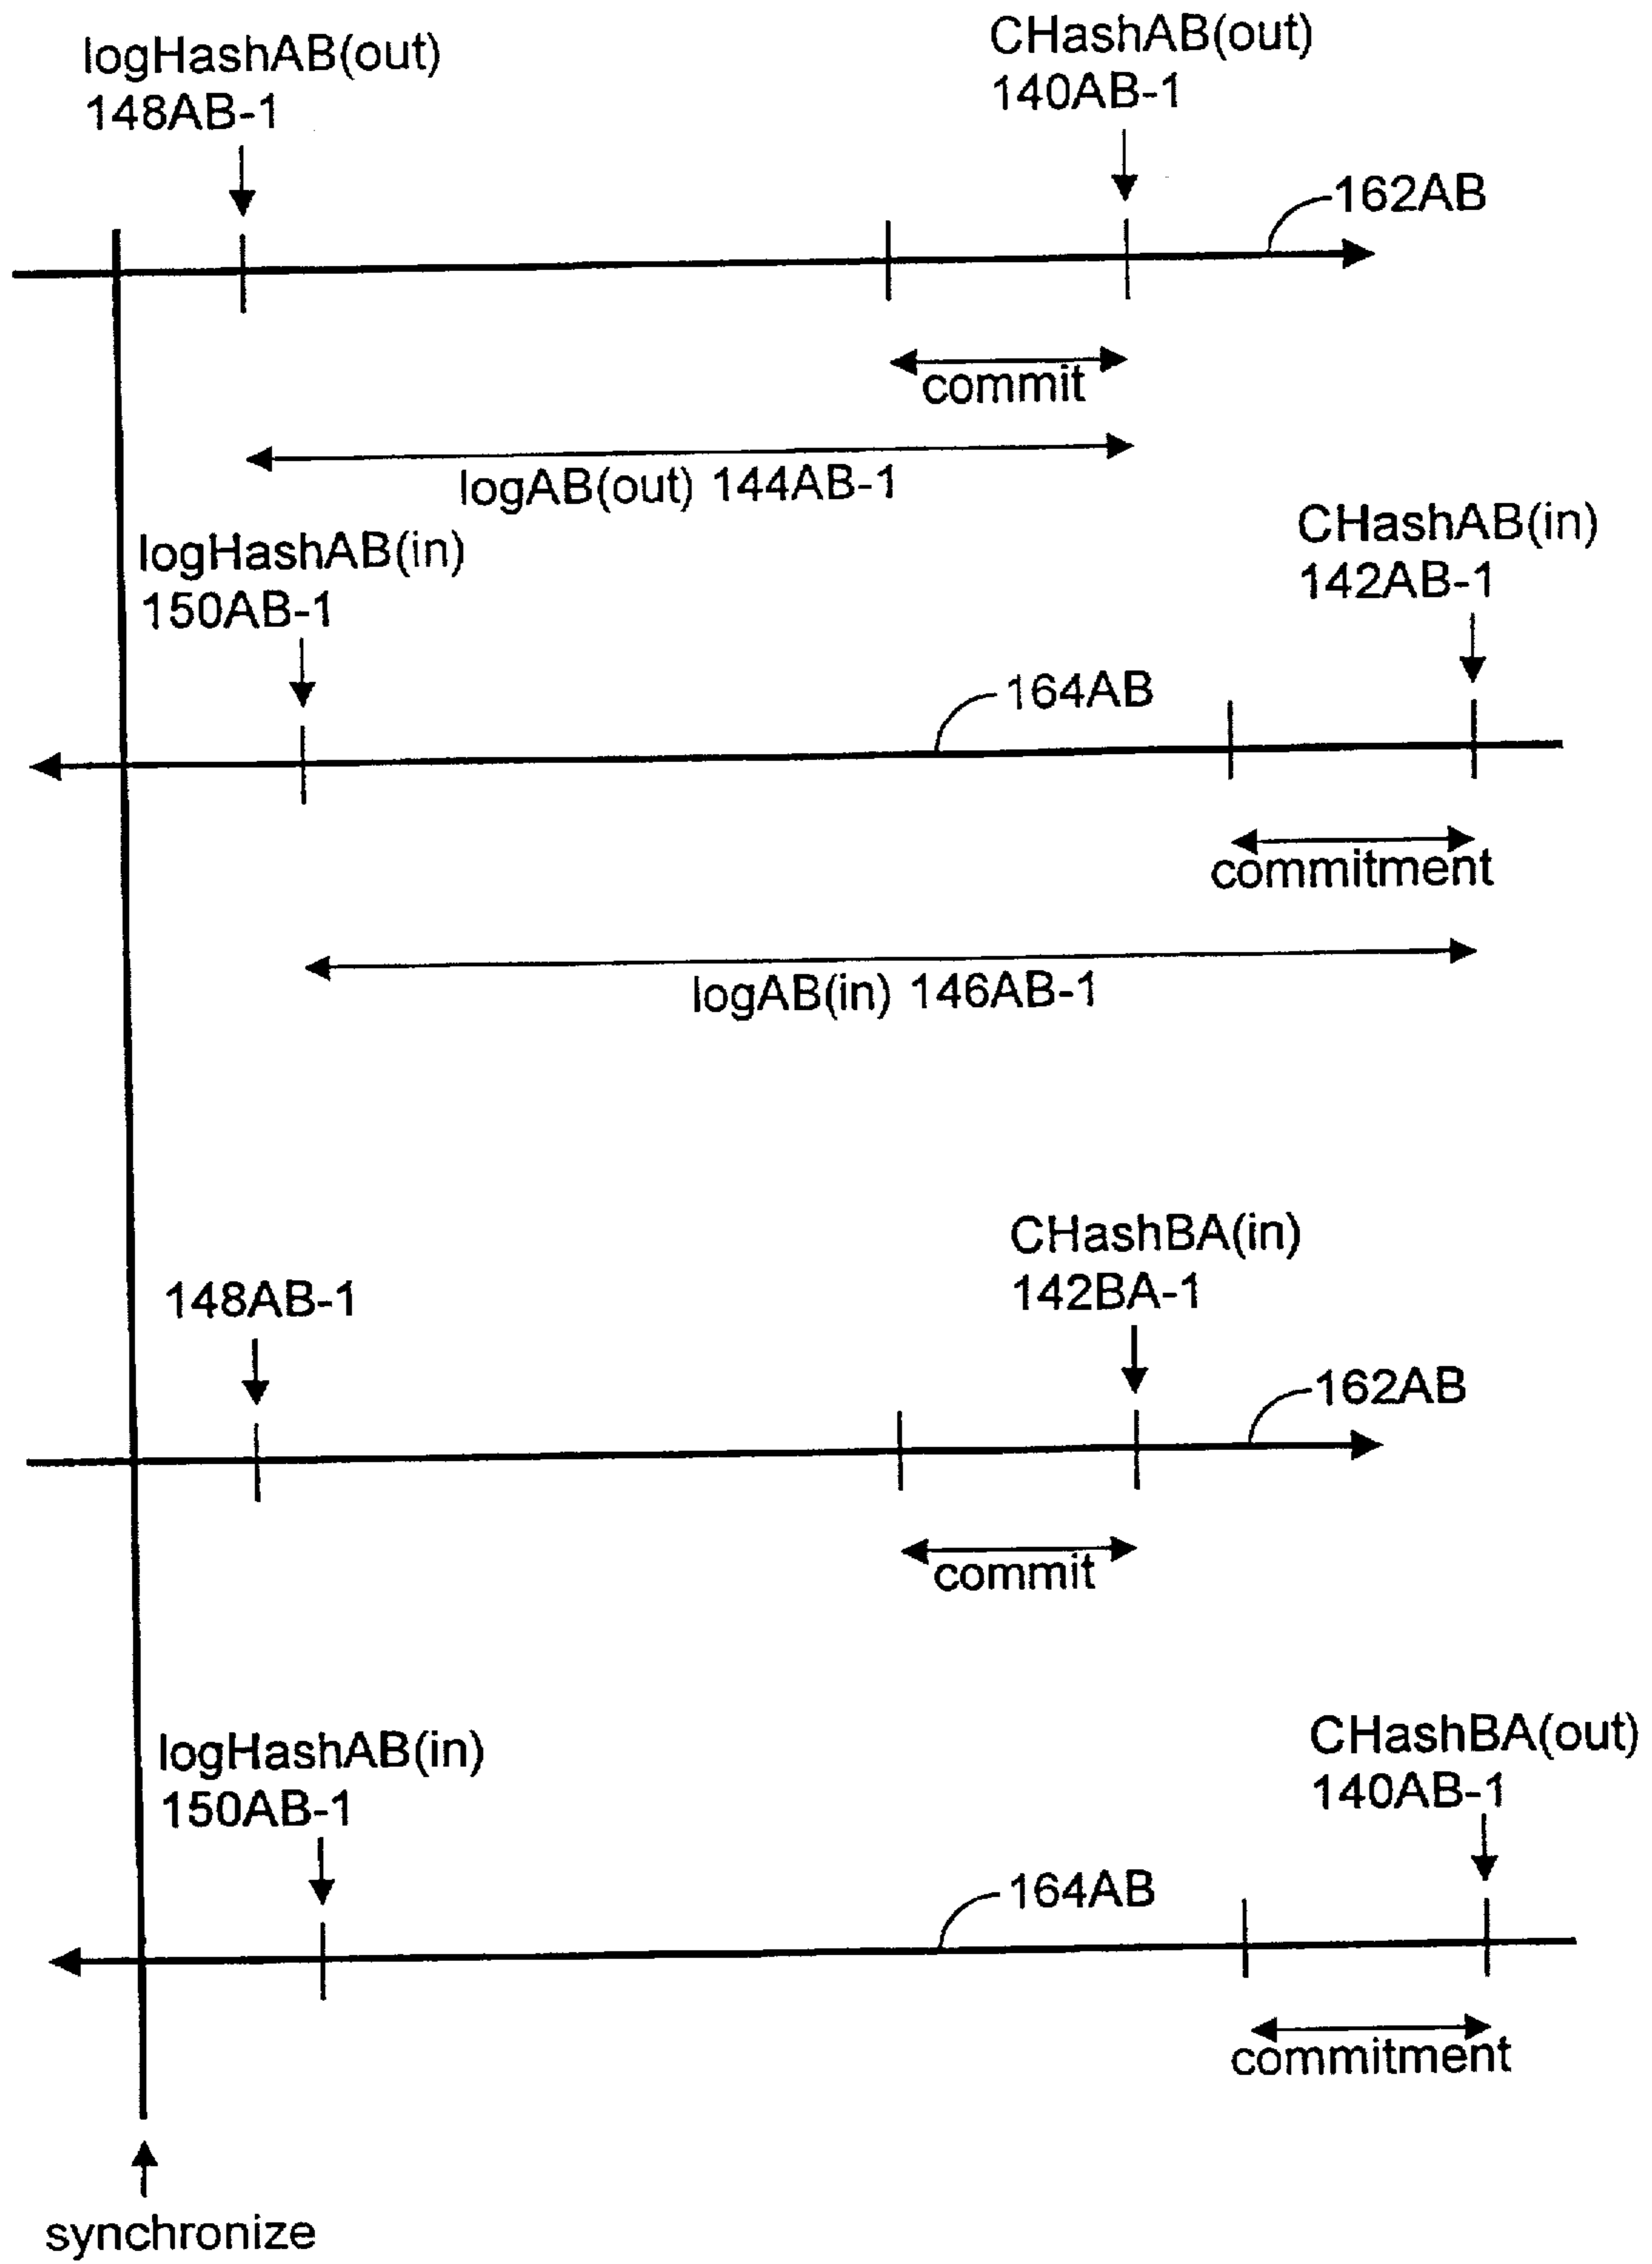 logHashAB(out)
148AB-1
CHashAB(out)
140AB-1
162AB
commit
logAB(out) 144AB-1
logHashAB(in)
150AB-1
CHashAB(in)
142AB-1
164AB
commitment
logAB(in) 146AB-1
148AB-1
CHashBA(in)
142BA-1
162AB
commit
logHashAB(in)
150AB-1
CHashBA(out)
140AB-1
164AB
commitment
synchronize